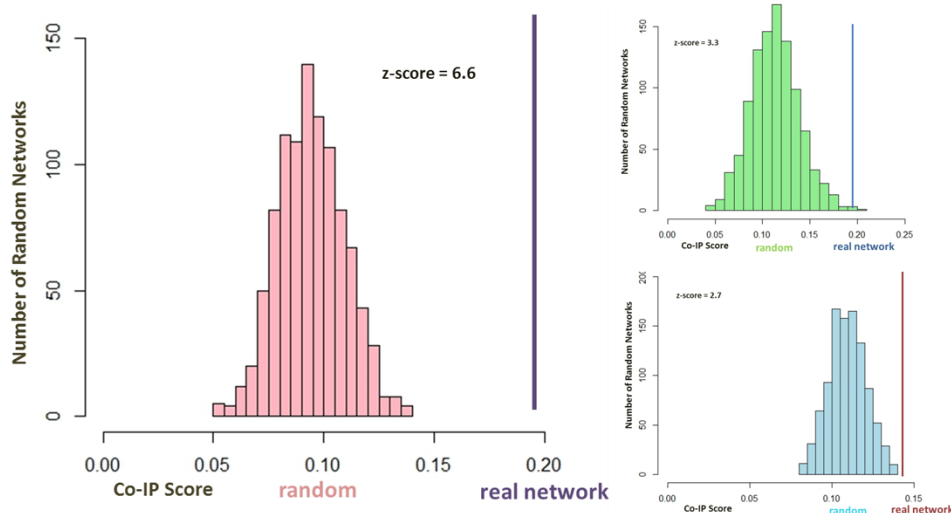 Number of Random Networks
150
100
50
0
z-score = 6.6
0.00 0.05 0.10 0.15 0.20
Co-IP Score random real network
Number of Random Networks
150
100
50
0
z-score = 3.3
0.00 0.05 0.10 0.15 0.20 0.25
Co-IP Score random real network
Number of Random Networks
150
100
50
0
z-score = 2.7
0.00 0.05 0.10 0.15
Co-IP Score random real network